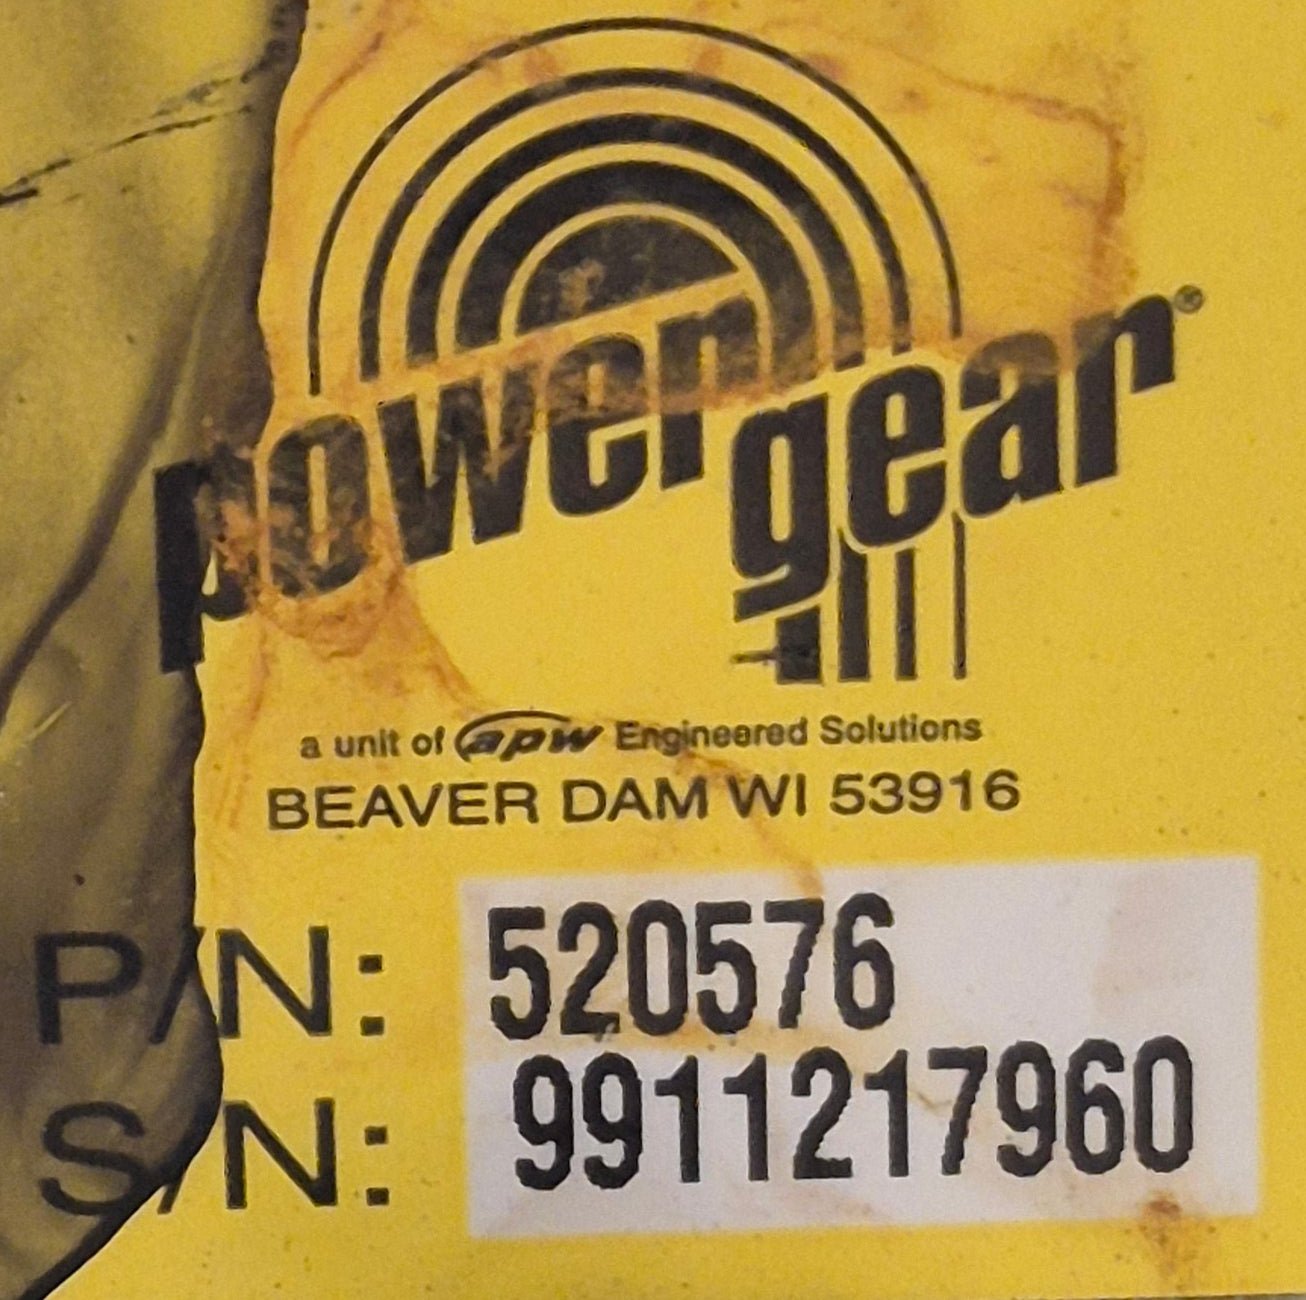 power gear®
a unit of apw Engineered Solutions
BEAVER DAM WI 53916
P/N: 520576
S/N: 9911217960